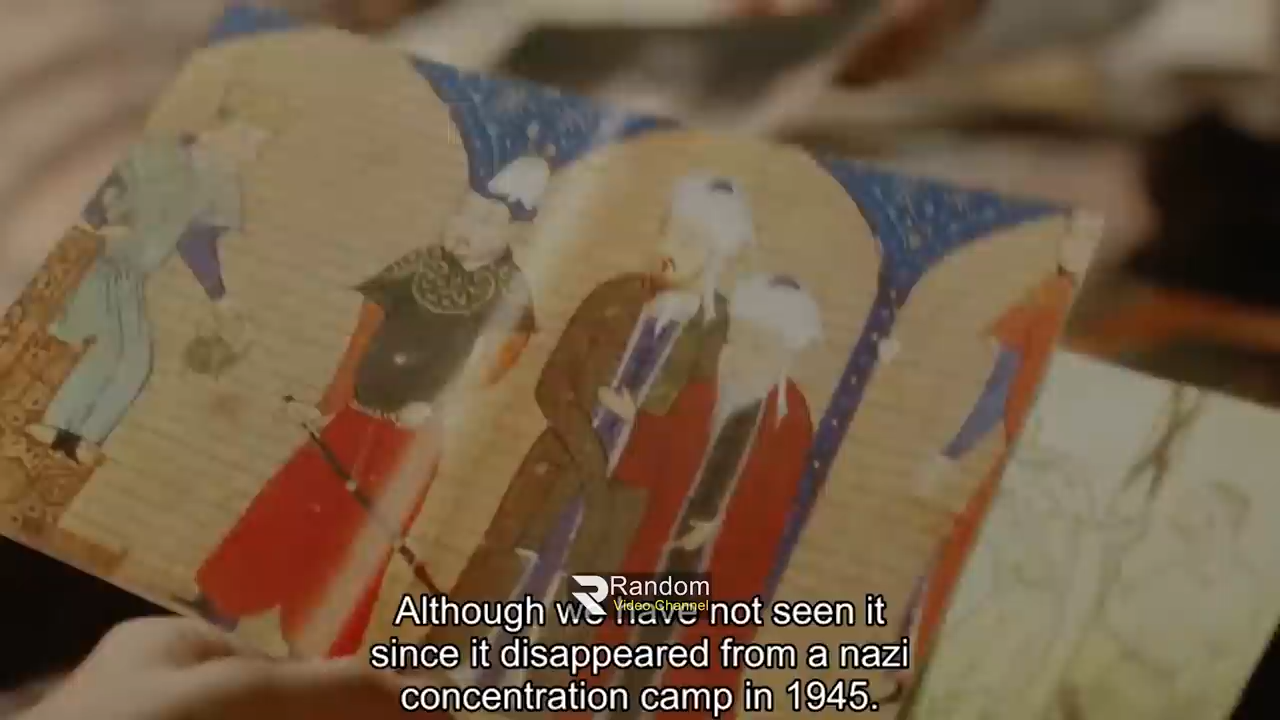 Random
Video Channel
Although we have not seen it
since it disappeared from a nazi
concentration camp in 1945.